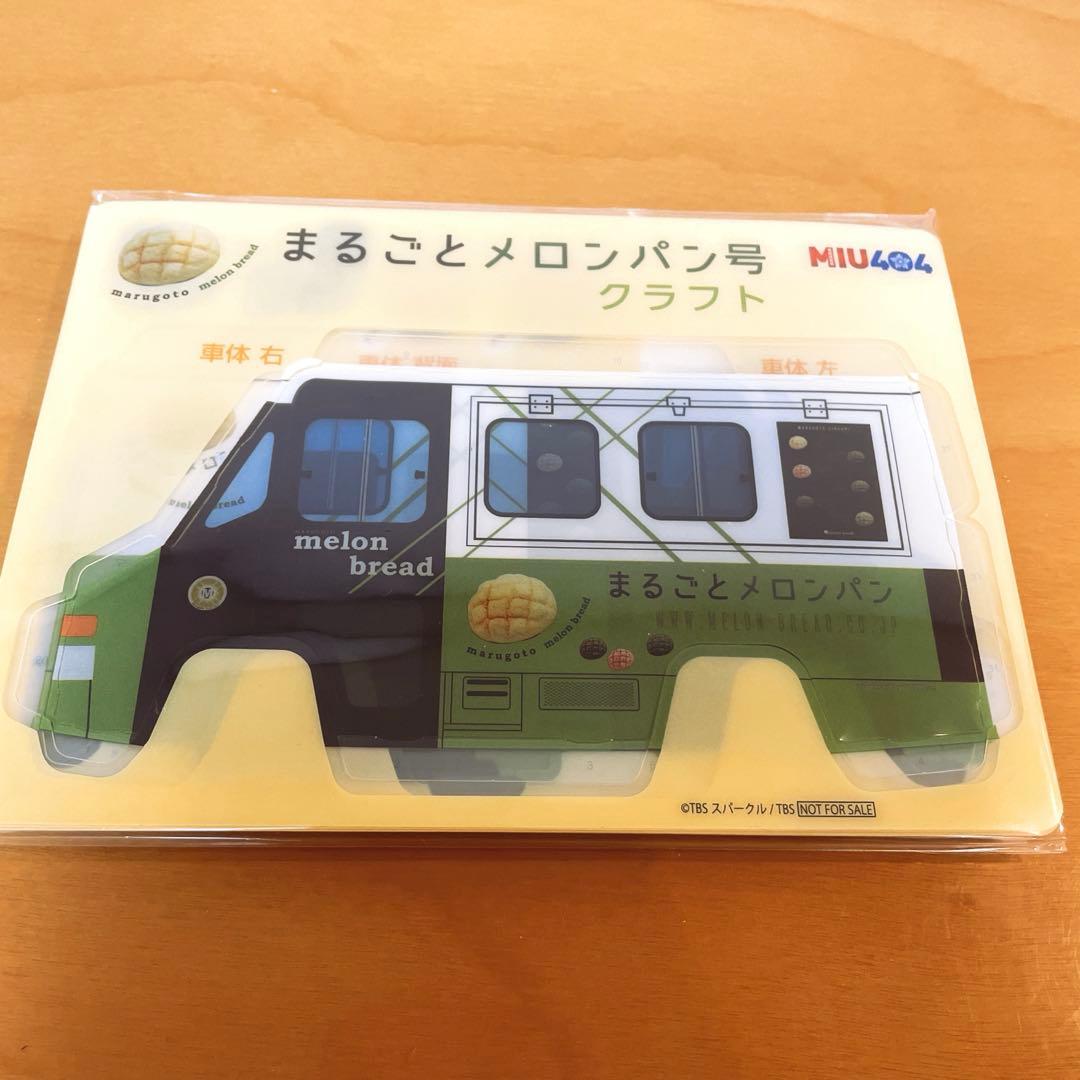 marugoto melon bread
まるごとメロンパン号
クラフト
MIU404
車体 右
車体 左
melon
bread
まるごとメロンパン
WWW.MELON-BREAD.CO.JP
marugoto melon bread
3
©TBS スパークル / TBS NOT FOR SALE